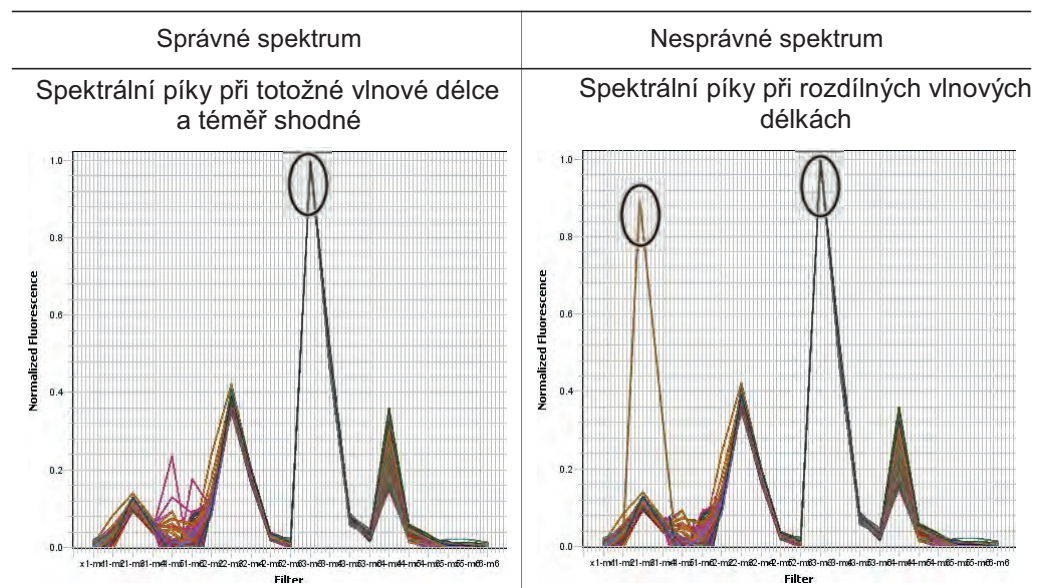 Správné spektrum
Nesprávné spektrum
Spektrální píky při totožné vlnové délce
a téměř shodné
Spektrální píky při rozdílných vlnových
délkách
1.0
0.8
0.6
0.4
0.2
0.0
Normalized Fluorescence
Filter
1.0
0.8
0.6
0.4
0.2
0.0
Normalized Fluorescence
Filter